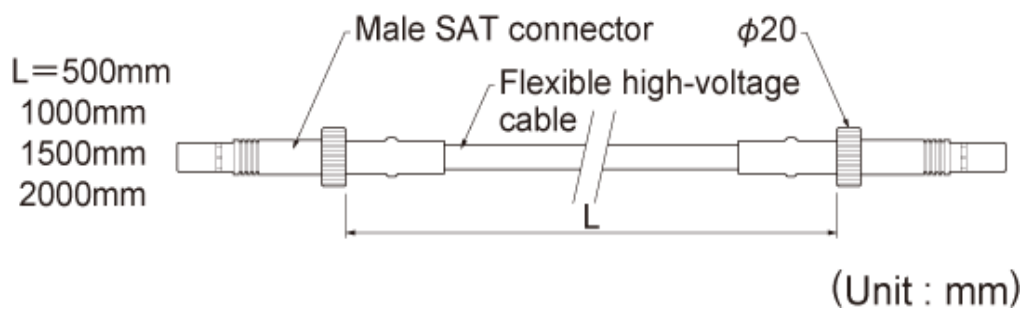 Male SAT connector
φ20
L=500mm
1000mm
1500mm
2000mm
Flexible high-voltage
cable
L
(Unit : mm)